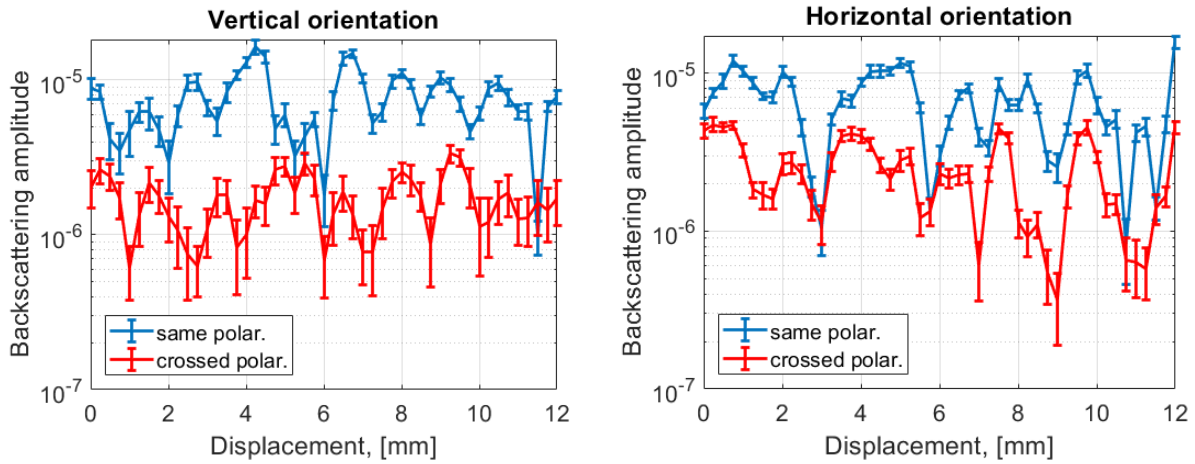 Vertical orientation
Backscattering amplitude
10^-5
10^-6
10^-7
0 2 4 6 8 10 12
Displacement, [mm]
same polar.
crossed polar.
Horizontal orientation
Backscattering amplitude
10^-5
10^-6
10^-7
0 2 4 6 8 10 12
Displacement, [mm]
same polar.
crossed polar.